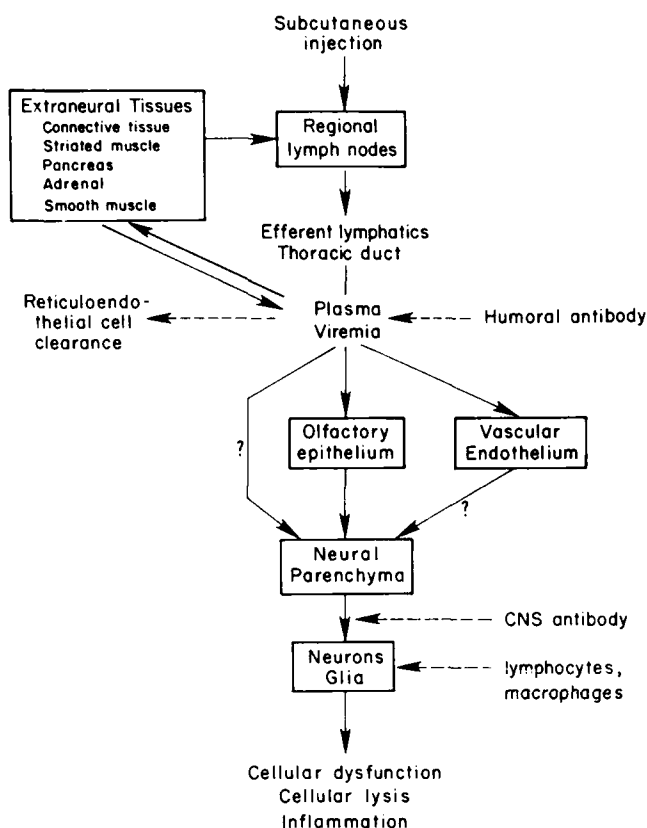 Subcutaneous
injection
Extraneural Tissues
Connective tissue
Striated muscle
Pancreas
Adrenal
Smooth muscle
Regional
lymph nodes
Efferent lymphatics
Thoracic duct
Reticuloendo-
thelial cell
clearance
Plasma
Viremia
Humoral antibody
?
Olfactory
epithelium
Vascular
Endothelium
?
Neural
Parenchyma
CNS antibody
Neurons
Glia
lymphocytes,
macrophages
Cellular dysfunction
Cellular lysis
Inflammation